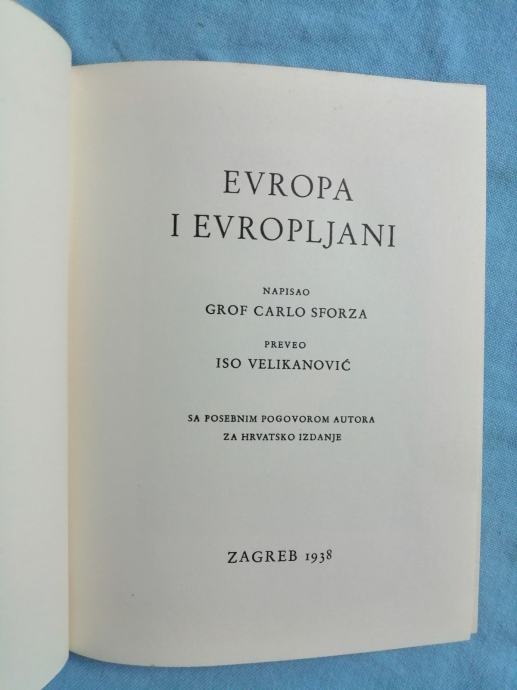 EVROPA
I EVROPLJANI
NAPISAO
GROF CARLO SFORZA
PREVEO
ISO VELIKANOVIĆ
SA POSEBNIM POGOVOROM AUTORA
ZA HRVATSKO IZDANJE
ZAGREB 1938